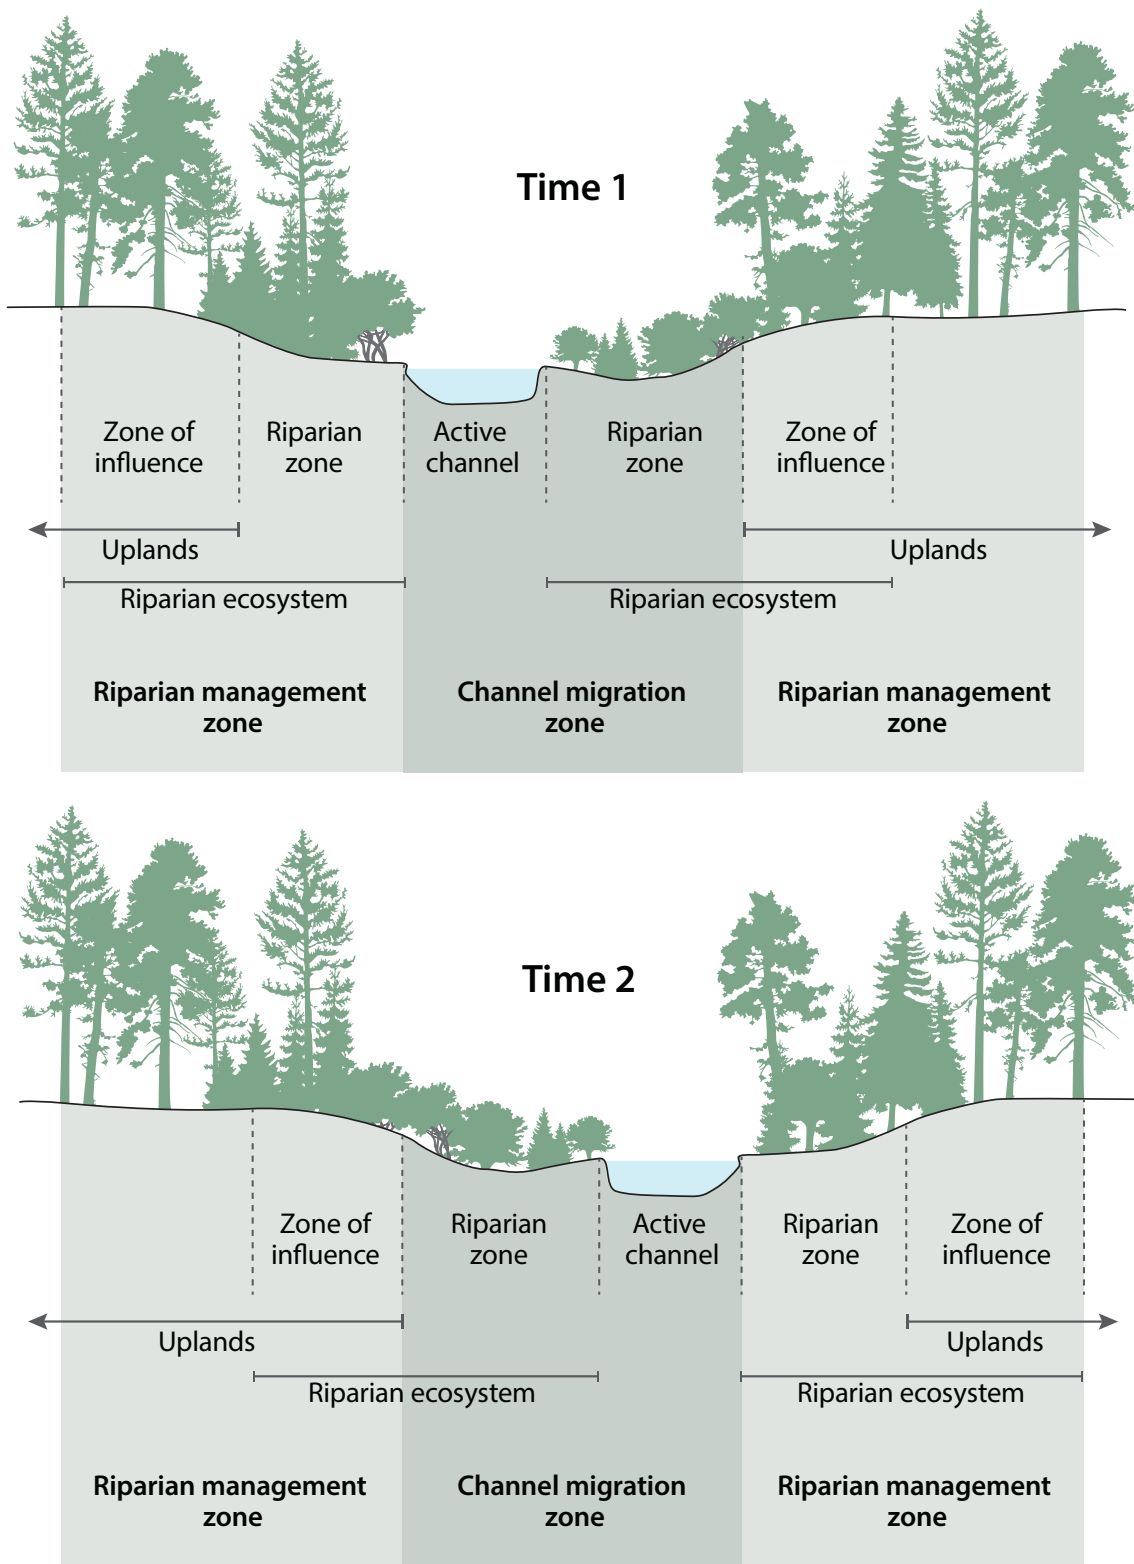 Time 1
Zone of
influence
Riparian
zone
Active
channel
Riparian
zone
Zone of
influence
Uplands
Uplands
Riparian ecosystem
Riparian ecosystem
Riparian management
zone
Channel migration
zone
Riparian management
zone
Time 2
Zone of
influence
Riparian
zone
Active
channel
Riparian
zone
Zone of
influence
Uplands
Uplands
Riparian ecosystem
Riparian ecosystem
Riparian management
zone
Channel migration
zone
Riparian management
zone